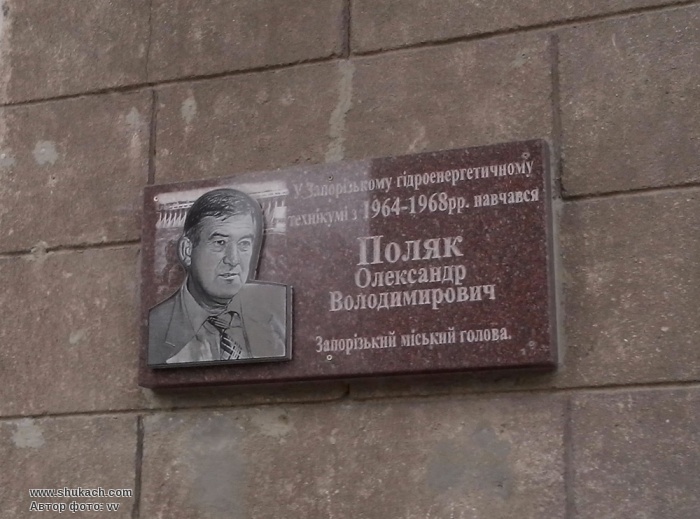 У Запорізькому гідроенергетичному
технікумі з 1964-1968рр. навчався
Поляк
Олександр
Володимирович
Запорізький міський голова.
www.shukach.com
Автор фото: vv